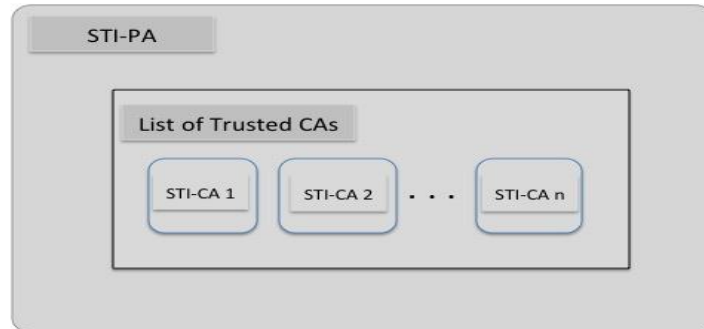 STI-PA
List of Trusted CAs
STI-CA 1 STI-CA 2 . . . STI-CA n